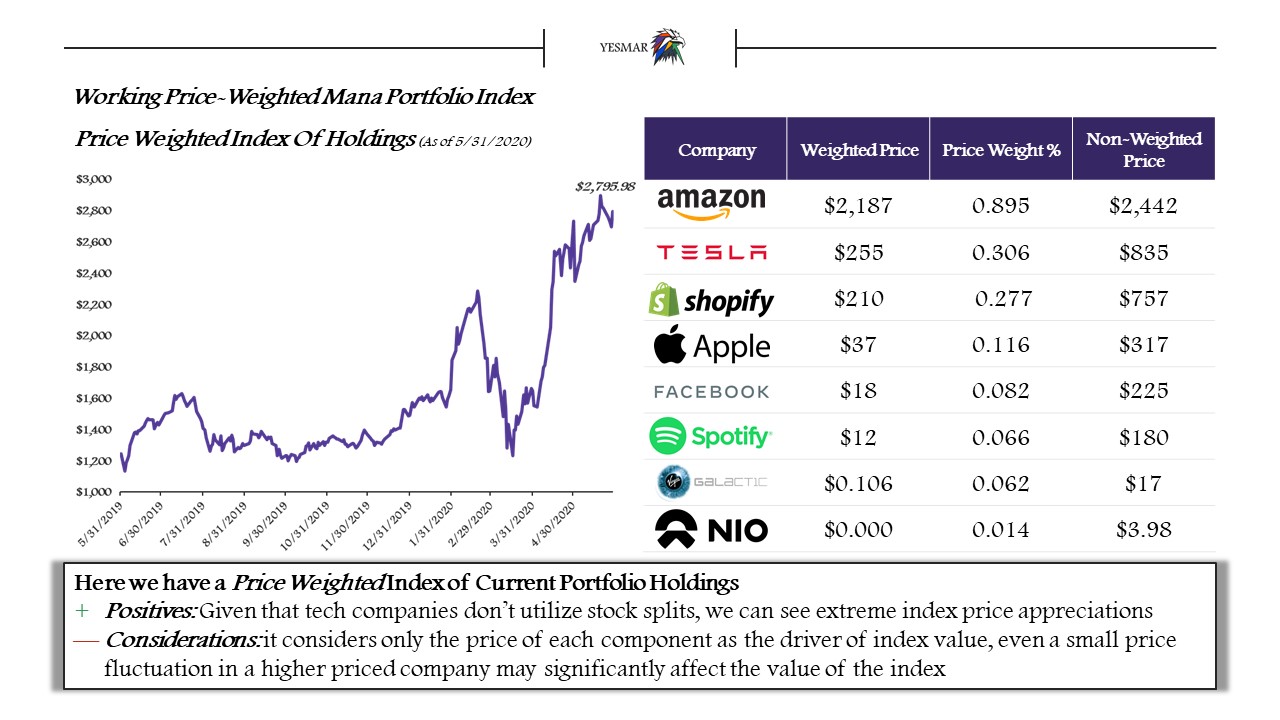 YESMAR
Working Price-Weighted Mana Portfolio Index
Price Weighted Index Of Holdings (As of 5/31/2020)
$3,000
$2,800
$2,600
$2,400
$2,200
$2,000
$1,800
$1,600
$1,400
$1,200
$1,000
$2,795.98
5/31/2019
6/30/2019
7/31/2019
8/31/2019
9/30/2019
10/31/2019
11/30/2019
12/31/2019
1/31/2020
2/29/2020
3/31/2020
4/30/2020
Company Weighted Price Price Weight % Non-Weighted Price
amazon $2,187 0.895 $2,442
TESLA $255 0.306 $835
shopify $210 0.277 $757
Apple $37 0.116 $317
FACEBOOK $18 0.082 $225
Spotify $12 0.066 $180
Virgin GALACTIC $0.106 0.062 $17
NIO $0.000 0.014 $3.98
Here we have a Price Weighted Index of Current Portfolio Holdings
+ Positives: Given that tech companies don't utilize stock splits, we can see extreme index price appreciations
— Considerations: it considers only the price of each component as the driver of index value, even a small price
fluctuation in a higher priced company may significantly affect the value of the index